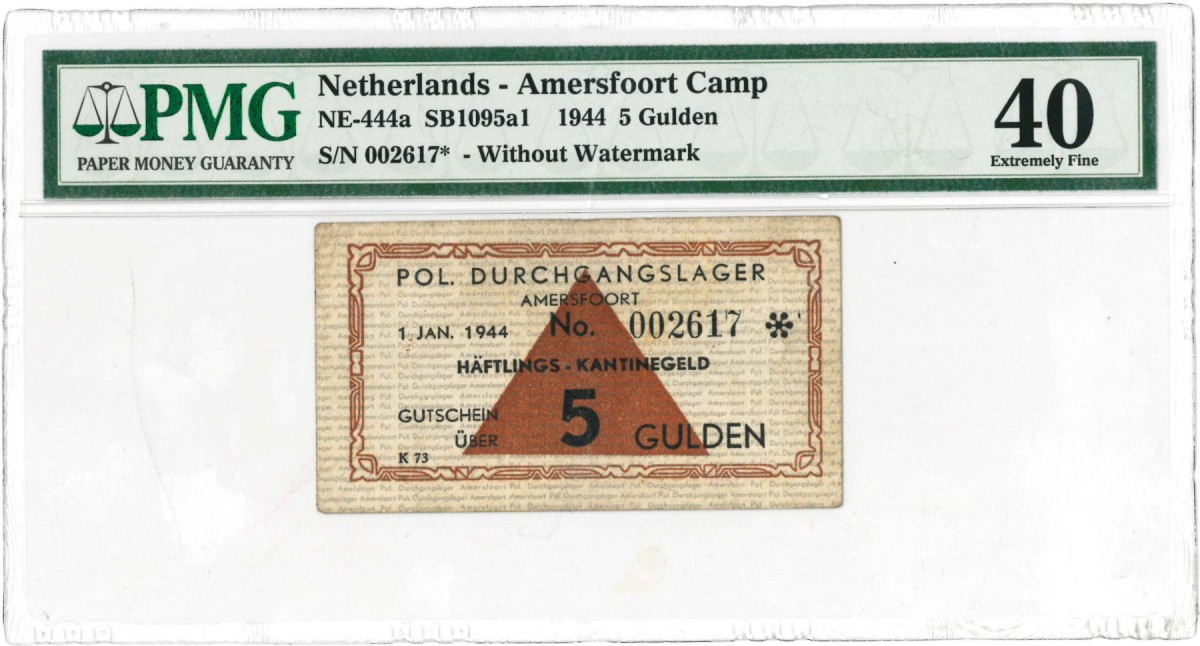 PMG
PAPER MONEY GUARANTY
Netherlands - Amersfoort Camp
NE-444a SB1095a1 1944 5 Gulden
S/N 002617* - Without Watermark
40
Extremely Fine
POL. DURCHGANGSLAGER
AMERSFOORT
1 JAN. 1944 No. 002617 *
HÄFTLINGS - KANTINEGELD
GUTSCHEIN
ÜBER 5 GULDEN
K 73